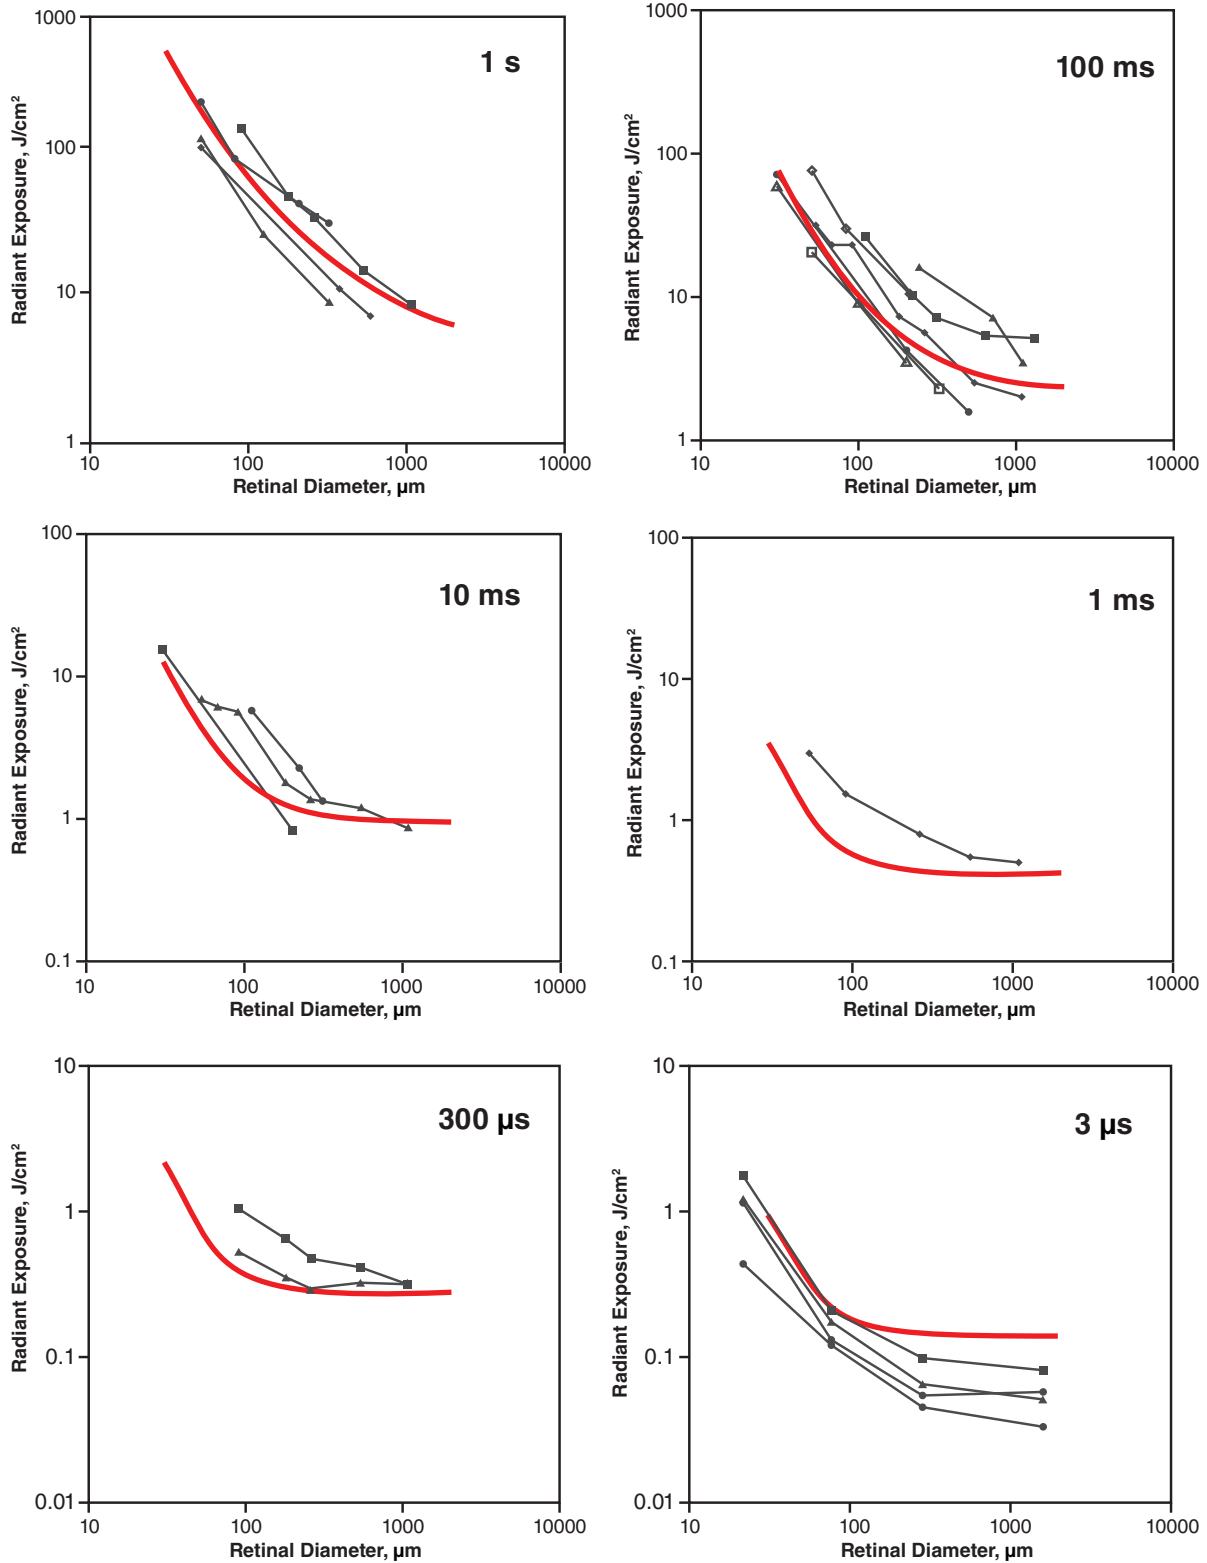 1 s
Radiant Exposure, J/cm²
1000
100
10
1
10 100 1000 10000
Retinal Diameter, µm
100 ms
Radiant Exposure, J/cm²
1000
100
10
1
10 100 1000 10000
Retinal Diameter, µm
10 ms
Radiant Exposure, J/cm²
100
10
1
0.1
10 100 1000 10000
Retinal Diameter, µm
1 ms
Radiant Exposure, J/cm²
100
10
1
0.1
10 100 1000 10000
Retinal Diameter, µm
300 µs
Radiant Exposure, J/cm²
10
1
0.1
0.01
10 100 1000 10000
Retinal Diameter, µm
3 µs
Radiant Exposure, J/cm²
10
1
0.1
0.01
10 100 1000 10000
Retinal Diameter, µm